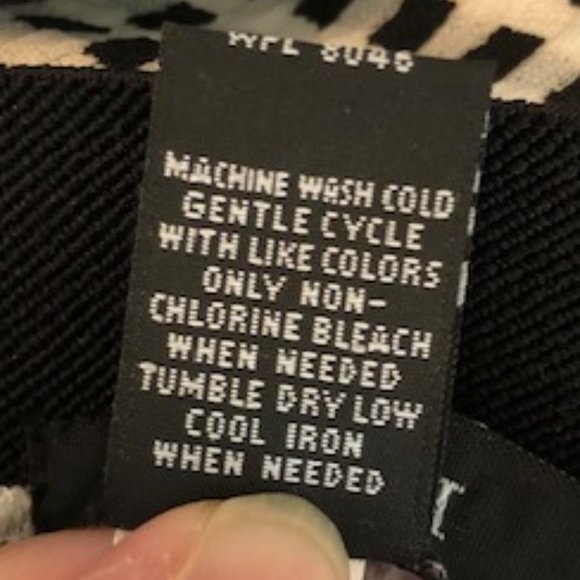 WPL 8046
MACHINE WASH COLD
GENTLE CYCLE
WITH LIKE COLORS
ONLY NON-
CHLORINE BLEACH
WHEN NEEDED
TUMBLE DRY LOW
COOL IRON
WHEN NEEDED